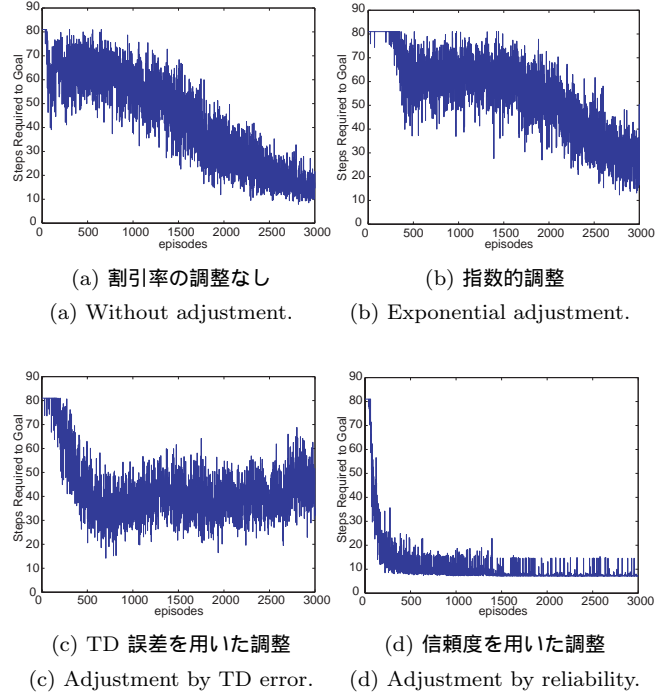 90
80
70
60
50
40
30
20
10
0
Steps Required to Goal
0 500 1000 1500 2000 2500 3000
episodes
(a) 割引率の調整なし
(a) Without adjustment.
90
80
70
60
50
40
30
20
10
0
Steps Required to Goal
0 500 1000 1500 2000 2500 3000
episodes
(b) 指数的調整
(b) Exponential adjustment.
90
80
70
60
50
40
30
20
10
0
Steps Required to Goal
0 500 1000 1500 2000 2500 3000
episodes
(c) TD 誤差を用いた調整
(c) Adjustment by TD error.
90
80
70
60
50
40
30
20
10
0
Steps Required to Goal
0 500 1000 1500 2000 2500 3000
episodes
(d) 信頼度を用いた調整
(d) Adjustment by reliability.